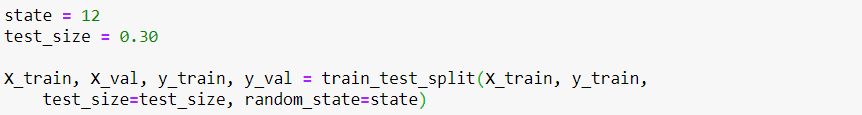 state = 12
test_size = 0.30
X_train, X_val, y_train, y_val = train_test_split(X_train, y_train,
    test_size=test_size, random_state=state)